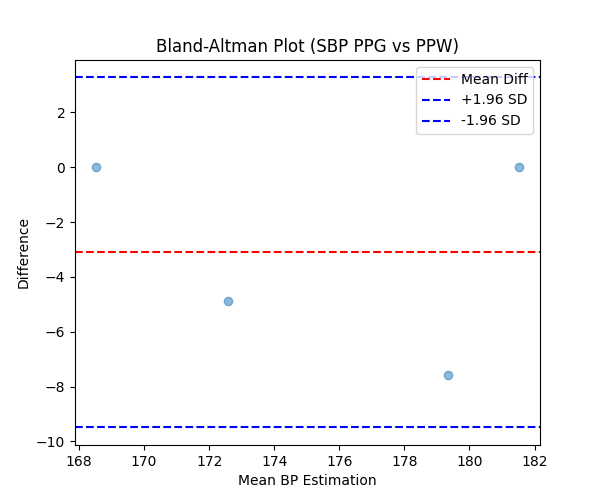 Bland-Altman Plot (SBP PPG vs PPW)
Mean Diff
+1.96 SD
-1.96 SD
Difference
2
0
−2
−4
−6
−8
−10
168 170 172 174 176 178 180 182
Mean BP Estimation